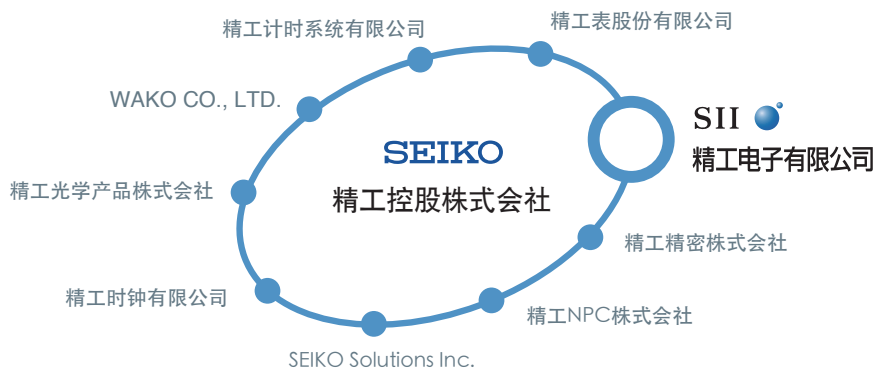 精工计时系统有限公司
精工表股份有限公司
WAKO CO., LTD.
SII
精工电子有限公司
SEIKO
精工控股株式会社
精工光学产品株式会社
精工精密株式会社
精工时钟有限公司
精工NPC株式会社
SEIKO Solutions Inc.